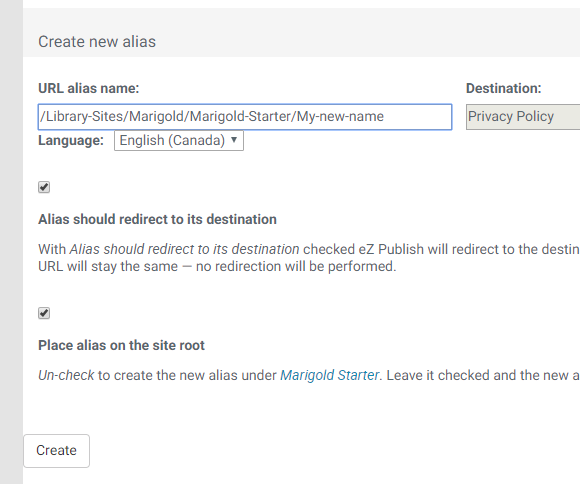 Create new alias
URL alias name: Destination:
/Library-Sites/Marigold/Marigold-Starter/My-new-name Privacy Policy
Language: English (Canada)
Alias should redirect to its destination
With Alias should redirect to its destination checked eZ Publish will redirect to the destin
URL will stay the same — no redirection will be performed.
Place alias on the site root
Un-check to create the new alias under Marigold Starter. Leave it checked and the new a
Create